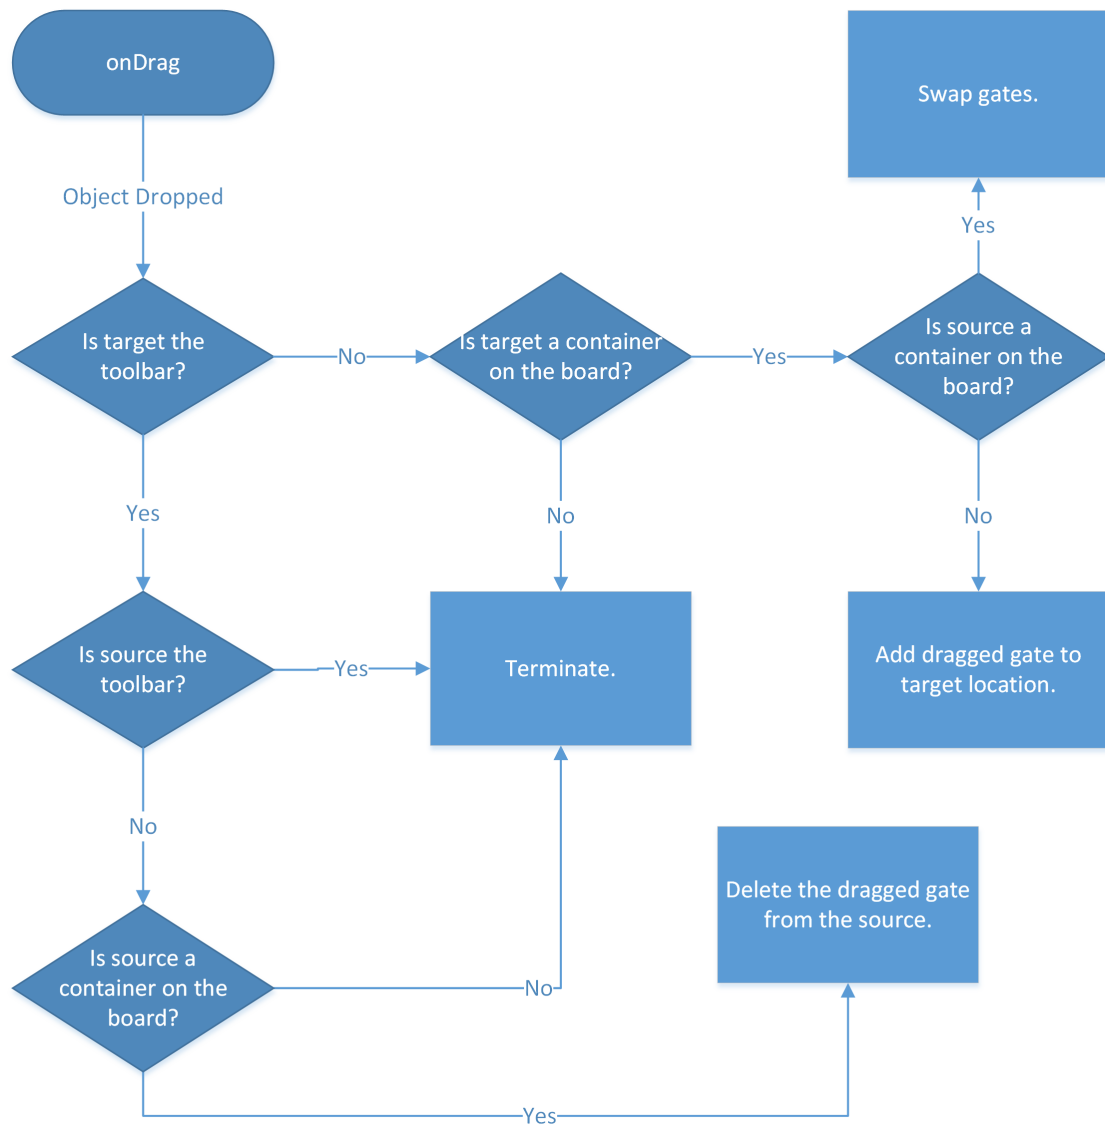 onDrag
Swap gates.
Object Dropped
Yes
Is target the
toolbar?
No
Is target a container
on the board?
Yes
Is source a
container on the
board?
Yes
No
No
Is source the
toolbar?
Yes
Terminate.
Add dragged gate to
target location.
No
Delete the dragged gate
from the source.
Is source a
container on the
board?
No
Yes